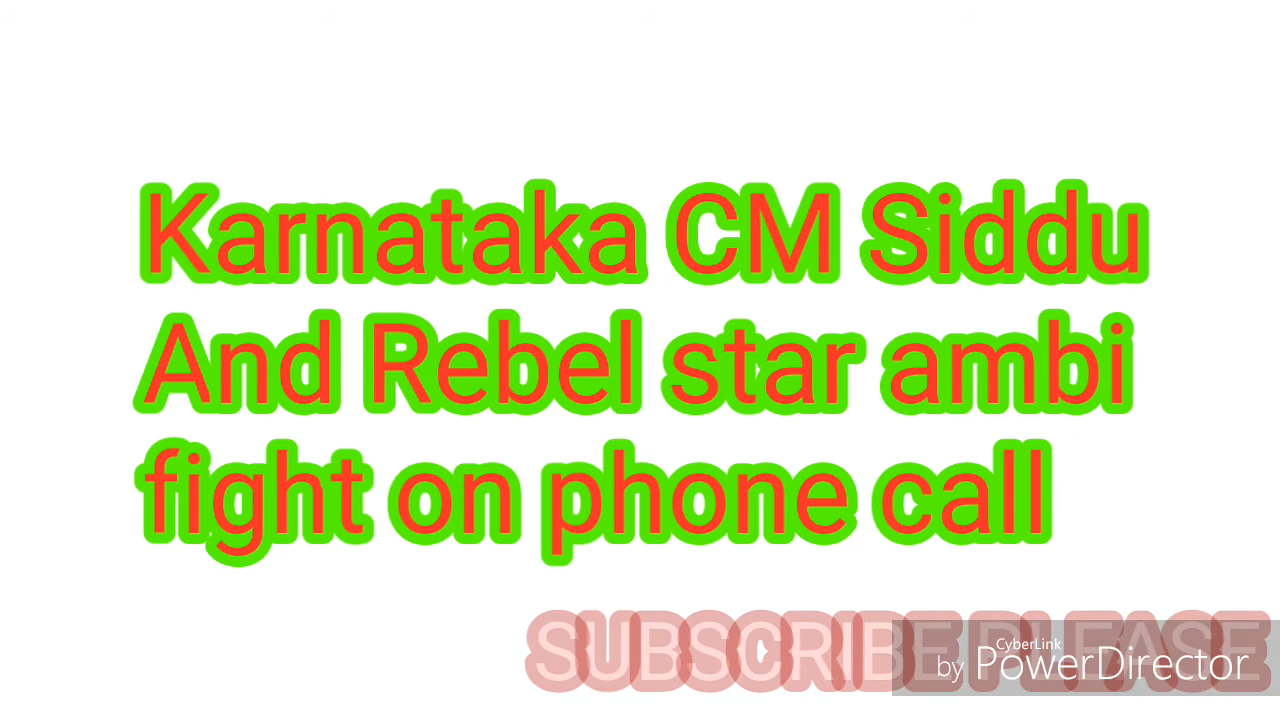 Karnataka CM Siddu
And Rebel star ambi
fight on phone call
SUBSCRIBE PLEASE
CyberLink
by PowerDirector